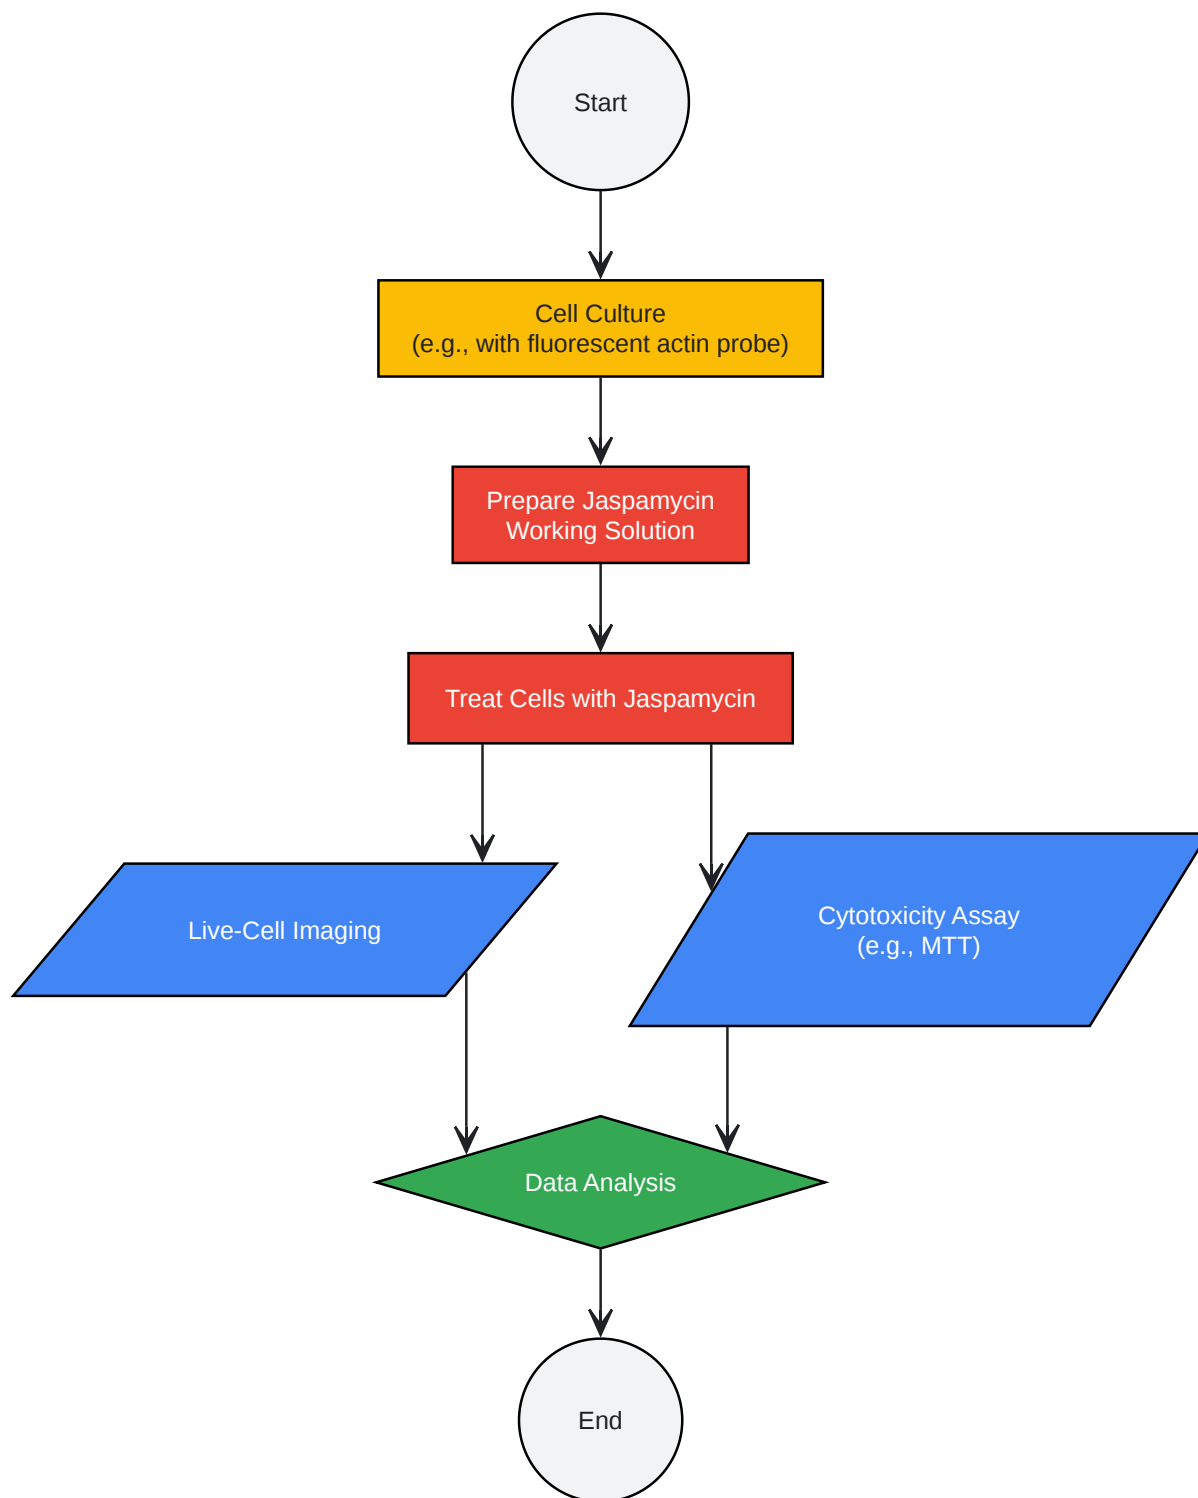 Start
Cell Culture
(e.g., with fluorescent actin probe)
Prepare Jaspamycin
Working Solution
Treat Cells with Jaspamycin
Live-Cell Imaging
Cytotoxicity Assay
(e.g., MTT)
Data Analysis
End